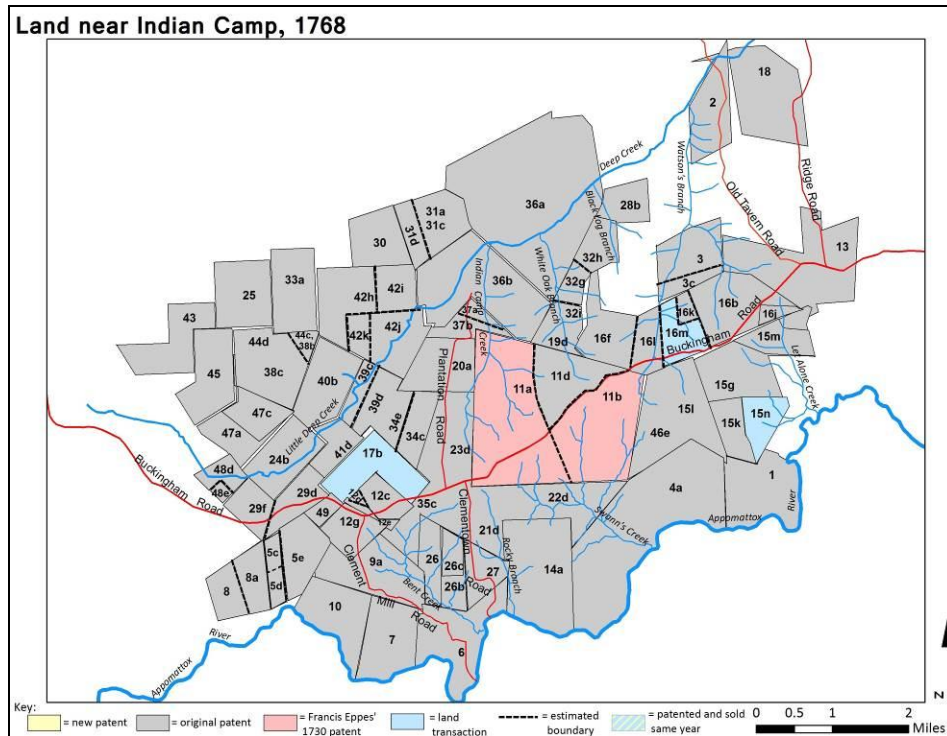 Land near Indian Camp, 1768
18
2
Deep Creek
Watson's Branch
Old Tavern Road
Ridge Road
36a
Black Jog Branch
28b
31a
31c
31d
30
13
3
3c
32h
32g
32i
White Oak Branch
36b
Indian Camp Creek
33a
25
42h
42i
42j
42k
43
37a
37b
16b
16j
16k
16m
16l
16f
15m
Buckingham Road
Let Alone Creek
44d
44c,
38b
38c
40b
39c
39d
45
19d
20a
Plantation Road
11a
11d
11b
15g
15l
15k
15n
34e
34c
47c
47a
Little Deep Creek
24b
41d
17b
23d
46e
48d
48e
Buckingham Road
29f
29d
49
12c
12g
12e
35c
Clementown Road
22d
Swann's Creek
4a
1
Appomattox River
21d
Rocky Branch
14a
5c
5e
5d
8a
8
9a
26
26c
26b
27
Bent Creek
Clement Mill Road
10
7
6
Appomattox River
Key:
= new patent
= original patent
= Francis Eppes'
1730 patent
= land
transaction
= estimated
boundary
= patented and sold
same year
0 0.5 1 2
Miles
z